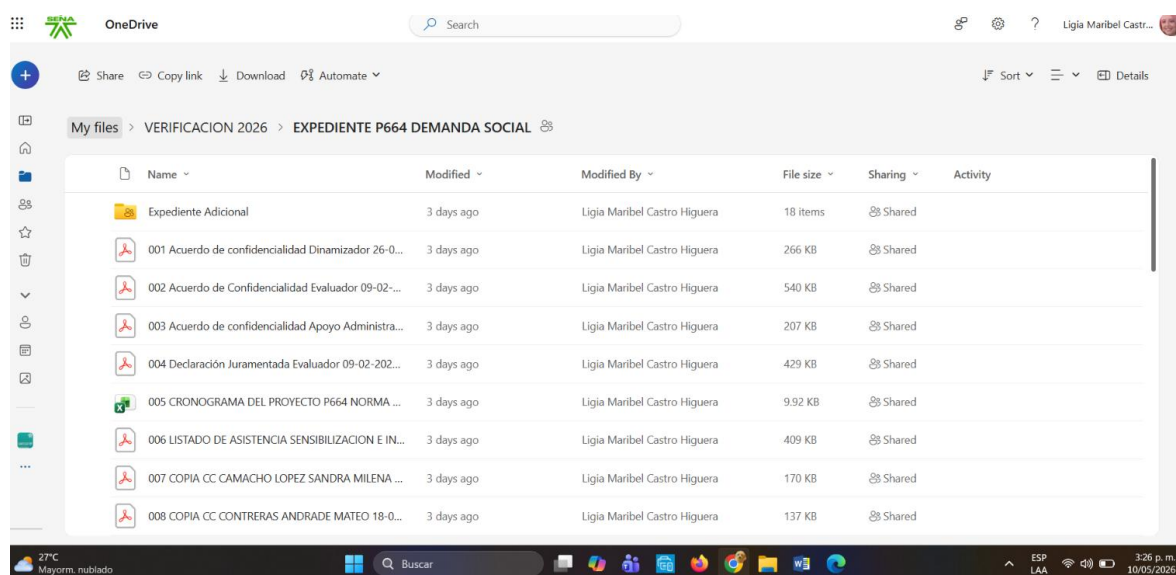 SENA
OneDrive
Search
Ligia Maribel Castr...
Share Copy link Download Automate
Sort Details
My files > VERIFICACION 2026 > EXPEDIENTE P664 DEMANDA SOCIAL
Name Modified Modified By File size Sharing Activity
Expediente Adicional 3 days ago Ligia Maribel Castro Higuera 18 items Shared
001 Acuerdo de confidencialidad Dinamizador 26-0... 3 days ago Ligia Maribel Castro Higuera 266 KB Shared
002 Acuerdo de Confidencialidad Evaluador 09-02-... 3 days ago Ligia Maribel Castro Higuera 540 KB Shared
003 Acuerdo de confidencialidad Apoyo Administra... 3 days ago Ligia Maribel Castro Higuera 207 KB Shared
004 Declaración Juramentada Evaluador 09-02-202... 3 days ago Ligia Maribel Castro Higuera 429 KB Shared
005 CRONOGRAMA DEL PROYECTO P664 NORMA ... 3 days ago Ligia Maribel Castro Higuera 9.92 KB Shared
006 LISTADO DE ASISTENCIA SENSIBILIZACION E IN... 3 days ago Ligia Maribel Castro Higuera 409 KB Shared
007 COPIA CC CAMACHO LOPEZ SANDRA MILENA ... 3 days ago Ligia Maribel Castro Higuera 170 KB Shared
008 COPIA CC CONTRERAS ANDRADE MATEO 18-0... 3 days ago Ligia Maribel Castro Higuera 137 KB Shared
27°C
Mayorm. nublado
Buscar
ESP
LAA
3:26 p. m.
10/05/2026